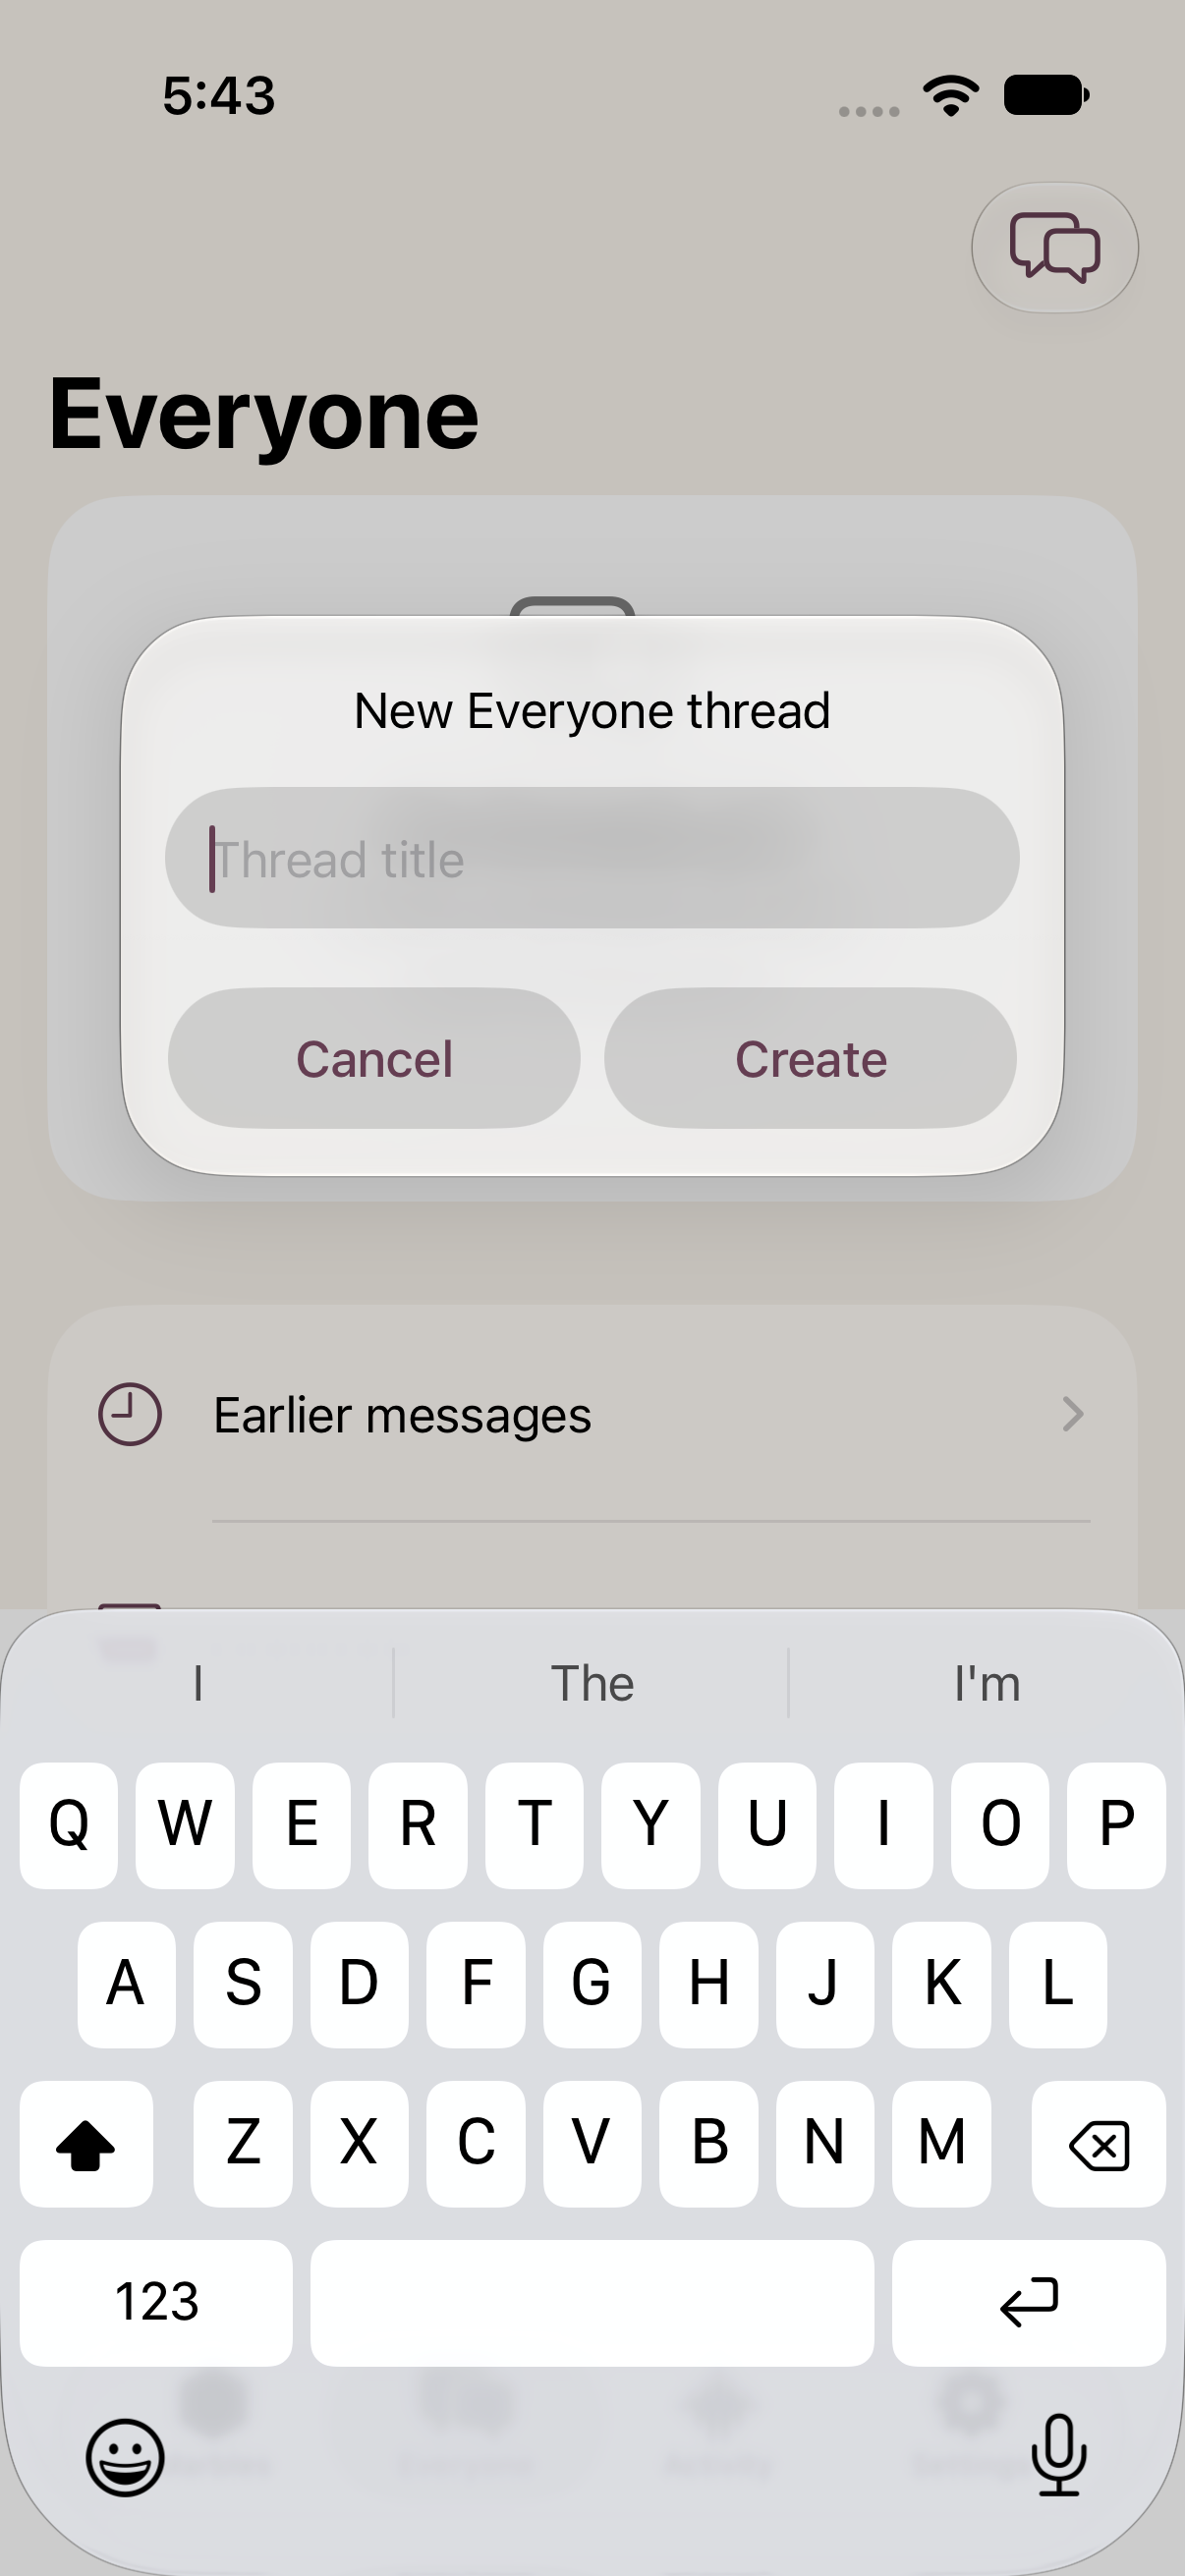 5:43
Everyone
New Everyone thread
Thread title
Cancel Create
Earlier messages
I The I'm
Q W E R T Y U I O P
A S D F G H J K L
Z X C V B N M
123